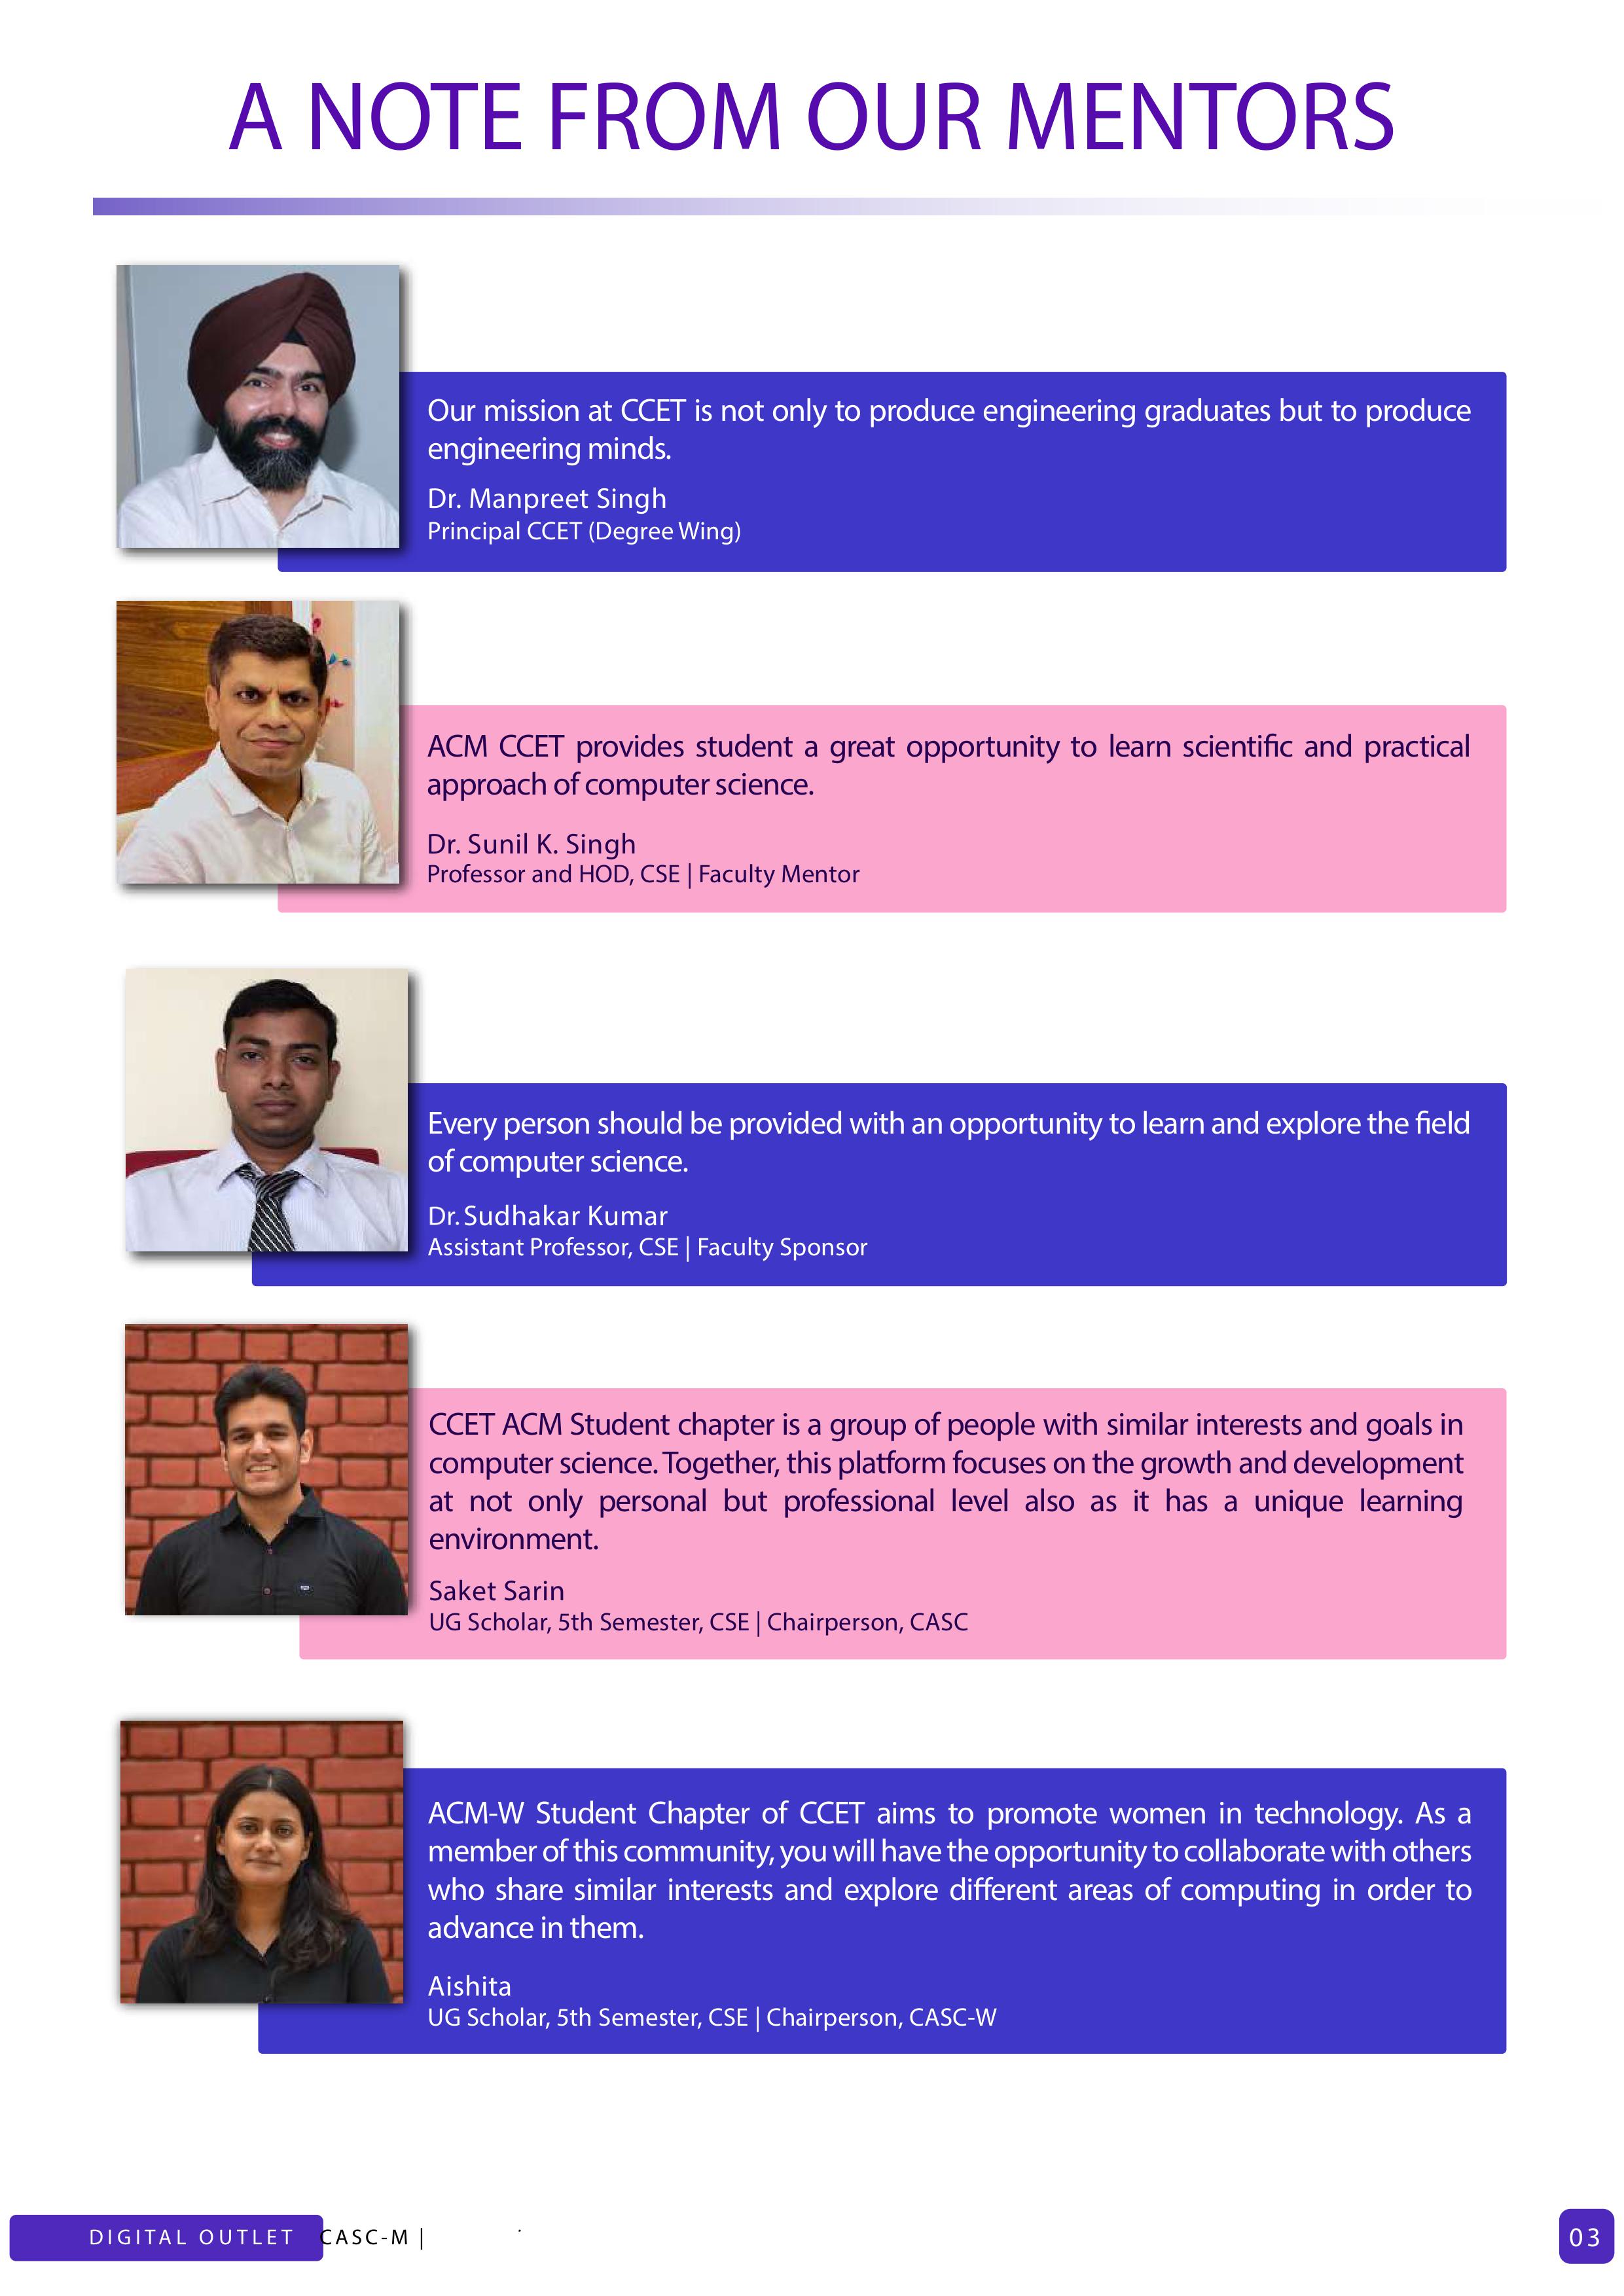 A NOTE FROM OUR MENTORS
Our mission at CCET is not only to produce engineering graduates but to produce
engineering minds.
Dr. Manpreet Singh
Principal CCET (Degree Wing)
ACM CCET provides student a great opportunity to learn scientific and practical
approach of computer science.
Dr. Sunil K. Singh
Professor and HOD, CSE | Faculty Mentor
Every person should be provided with an opportunity to learn and explore the field
of computer science.
Dr. Sudhakar Kumar
Assistant Professor, CSE | Faculty Sponsor
CCET ACM Student chapter is a group of people with similar interests and goals in
computer science. Together, this platform focuses on the growth and development
at not only personal but professional level also as it has a unique learning
environment.
Saket Sarin
UG Scholar, 5th Semester, CSE | Chairperson, CASC
ACM-W Student Chapter of CCET aims to promote women in technology. As a
member of this community, you will have the opportunity to collaborate with others
who share similar interests and explore different areas of computing in order to
advance in them.
Aishita
UG Scholar, 5th Semester, CSE | Chairperson, CASC-W
DIGITAL OUTLET CASC-M |
03